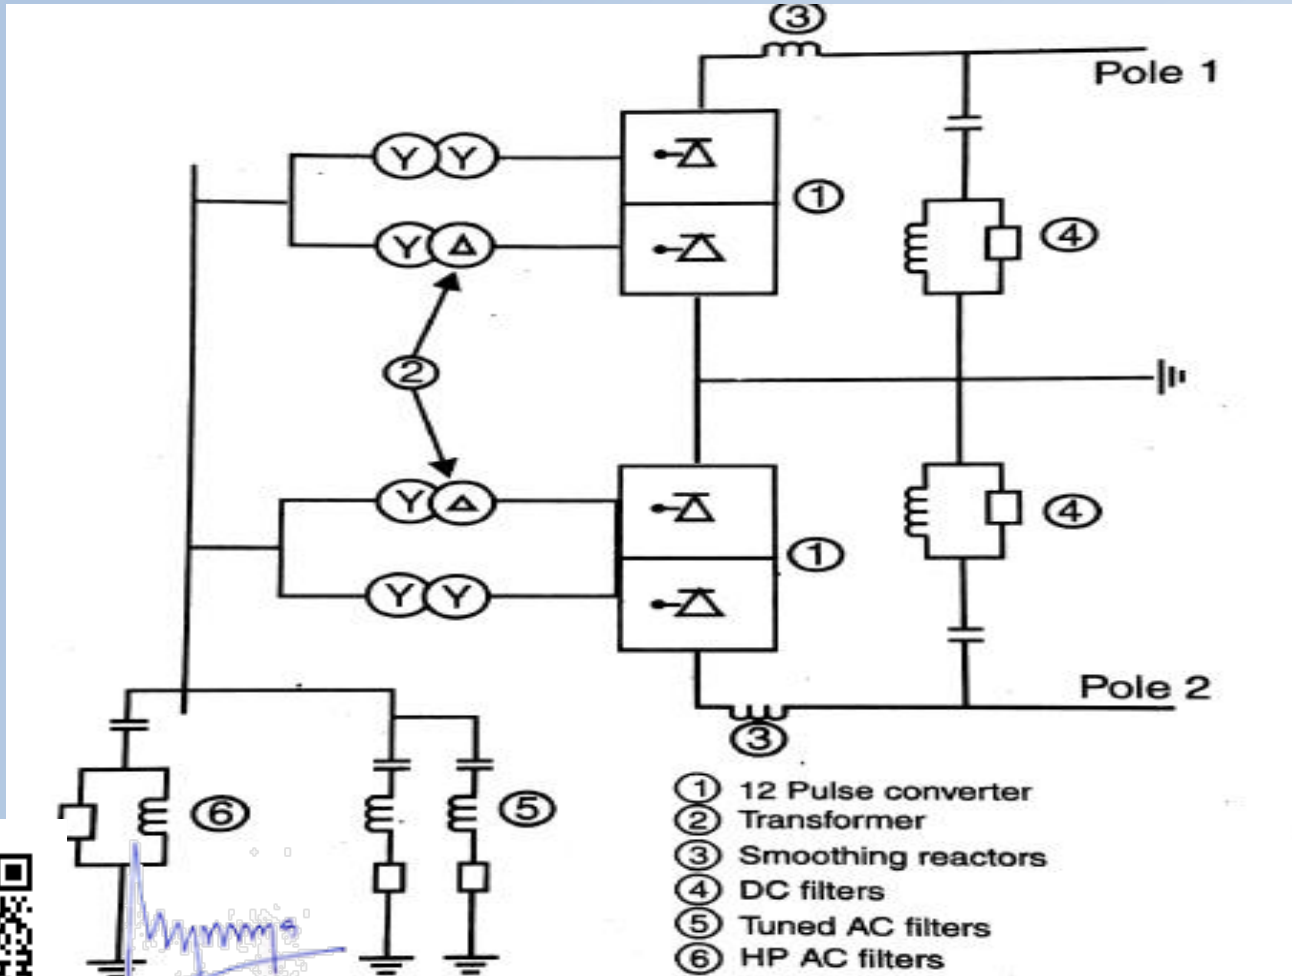 ③
Pole 1
Y Y
①
Y Δ
④
②
Y Δ
④
①
Y Y
Pole 2
③
⑥
⑤
① 12 Pulse converter
② Transformer
③ Smoothing reactors
④ DC filters
⑤ Tuned AC filters
⑥ HP AC filters